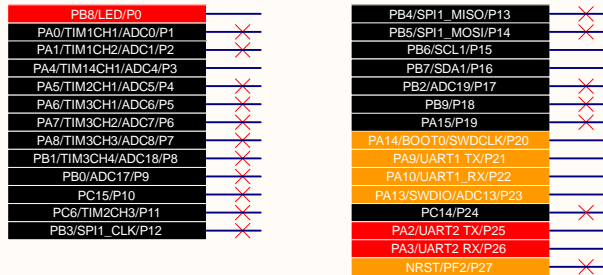 PB8/LED/P0
PA0/TIM1CH1/ADC0/P1
PA1/TIM1CH2/ADC1/P2
PA4/TIM14CH1/ADC4/P3
PA5/TIM2CH1/ADC5/P4
PA6/TIM3CH1/ADC6/P5
PA7/TIM3CH2/ADC7/P6
PA8/TIM3CH3/ADC8/P7
PB1/TIM3CH4/ADC18/P8
PB0/ADC17/P9
PC15/P10
PC6/TIM2CH3/P11
PB3/SPI1_CLK/P12
PB4/SPI1_MISO/P13
PB5/SPI1_MOSI/P14
PB6/SCL1/P15
PB7/SDA1/P16
PB2/ADC19/P17
PB9/P18
PA15/P19
PA14/BOOT0/SWDCLK/P20
PA9/UART1 TX/P21
PA10/UART1_RX/P22
PA13/SWDIO/ADC13/P23
PC14/P24
PA2/UART2 TX/P25
PA3/UART2 RX/P26
NRST/PF2/P27